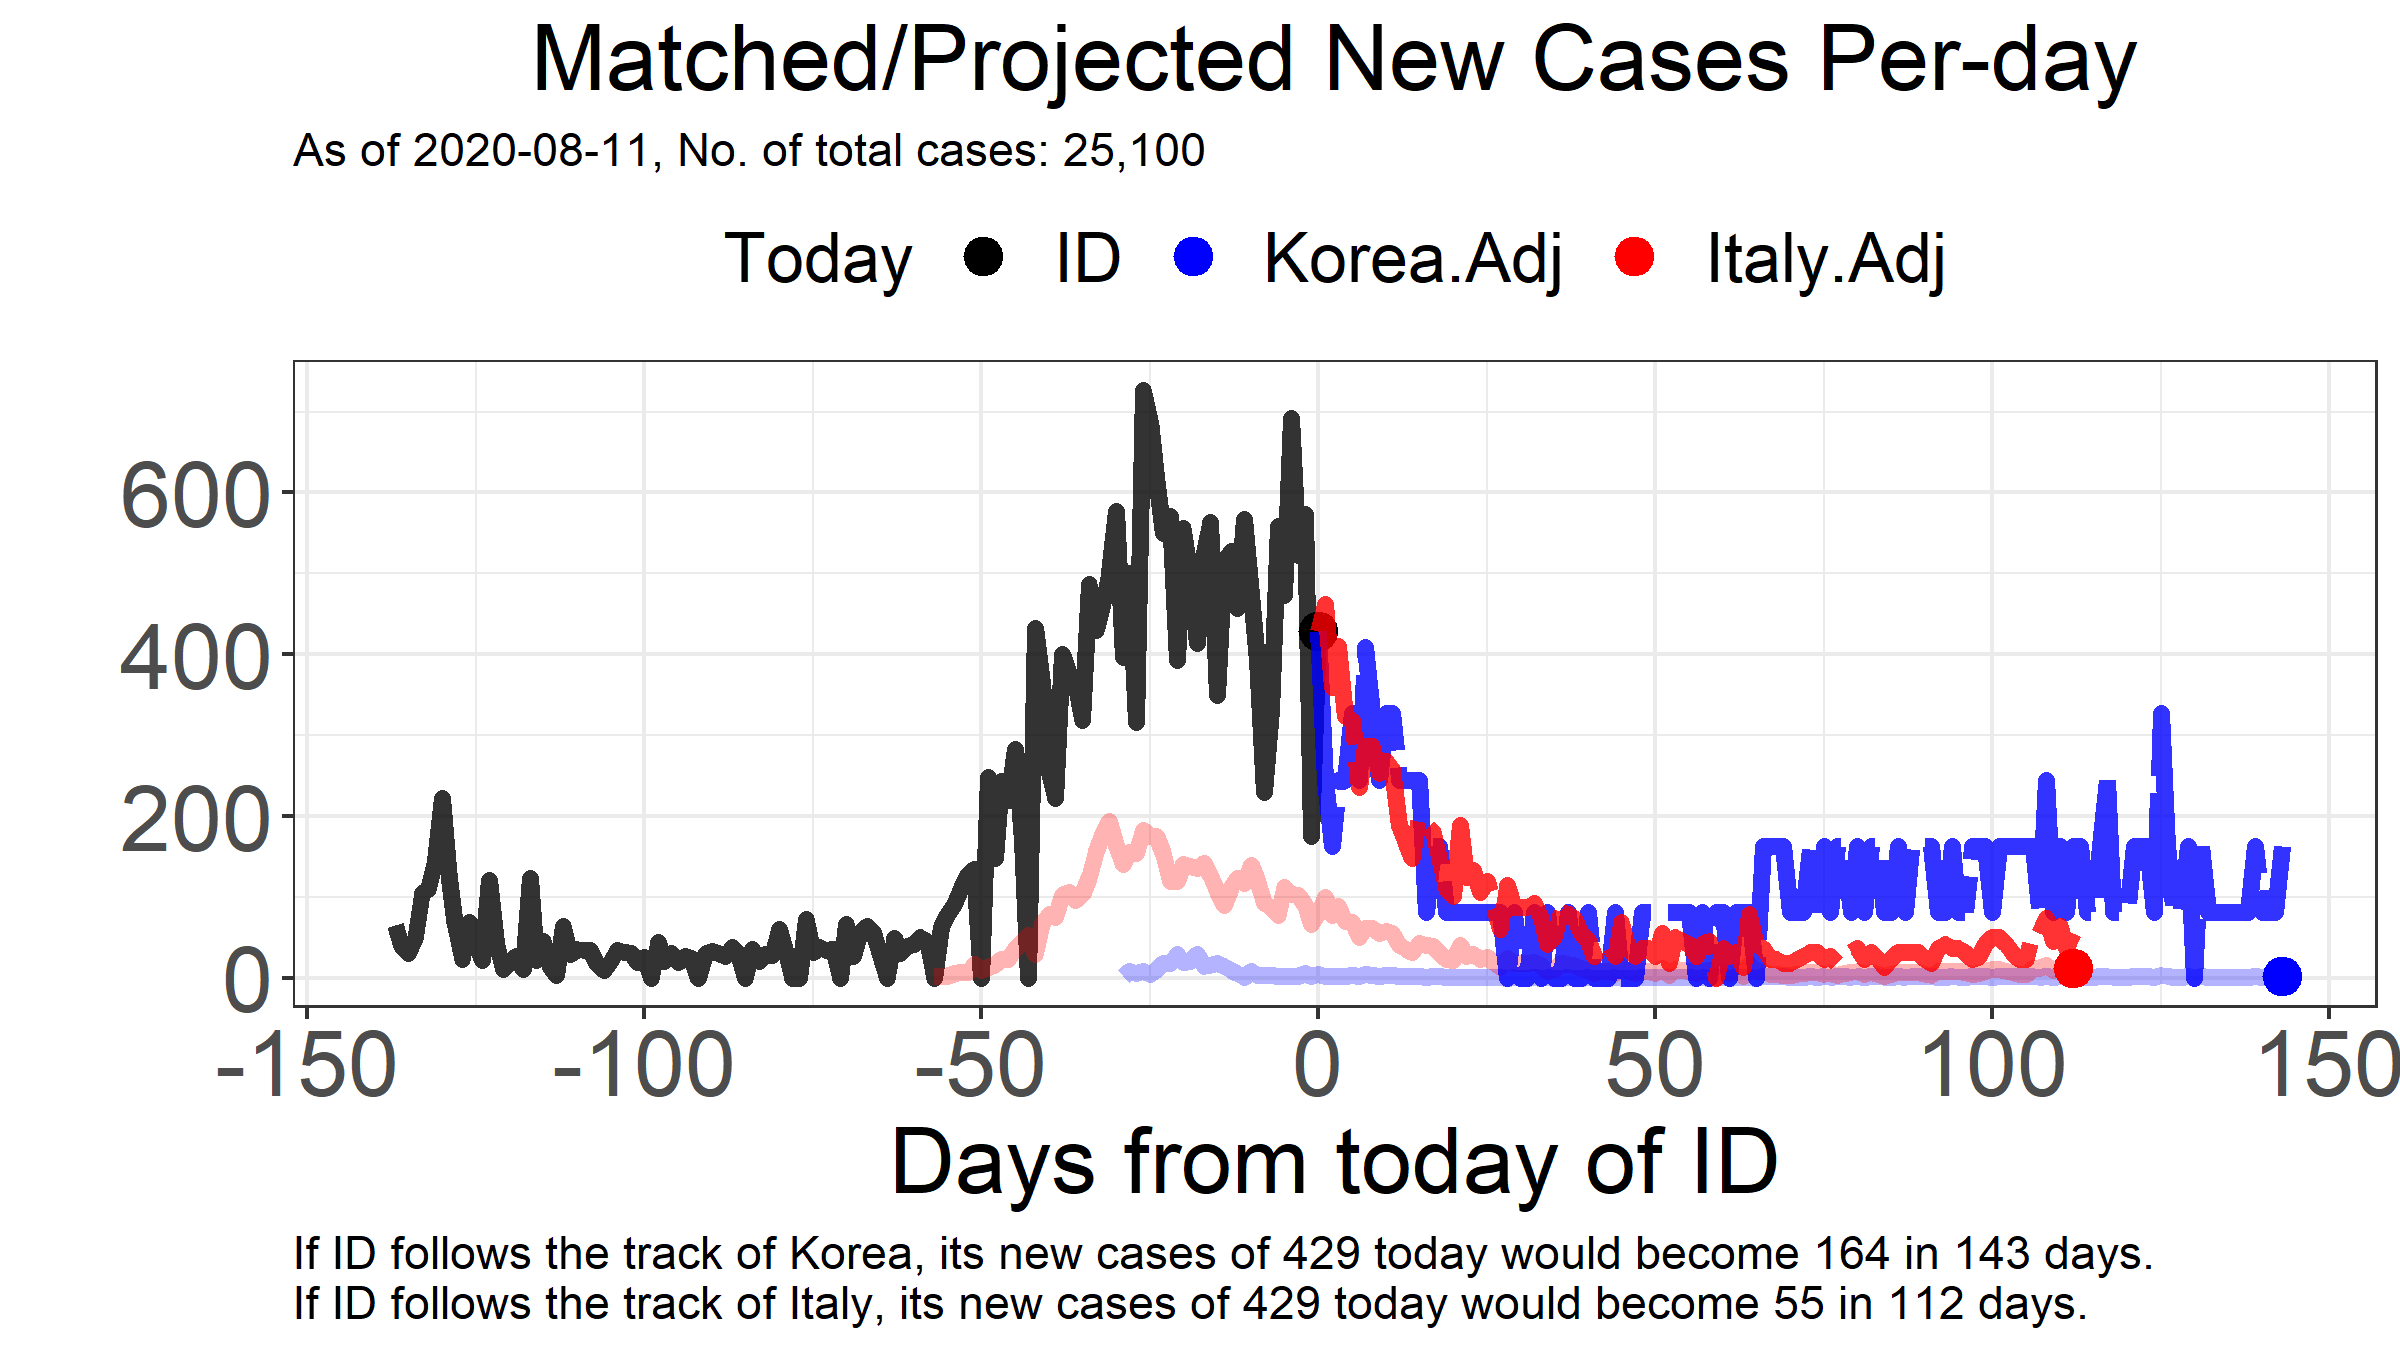 Matched/Projected New Cases Per-day
As of 2020-08-11, No. of total cases: 25,100
Today ID Korea.Adj Italy.Adj
600
400
200
0
-150 -100 -50 0 50 100 150
Days from today of ID
If ID follows the track of Korea, its new cases of 429 today would become 164 in 143 days.
If ID follows the track of Italy, its new cases of 429 today would become 55 in 112 days.